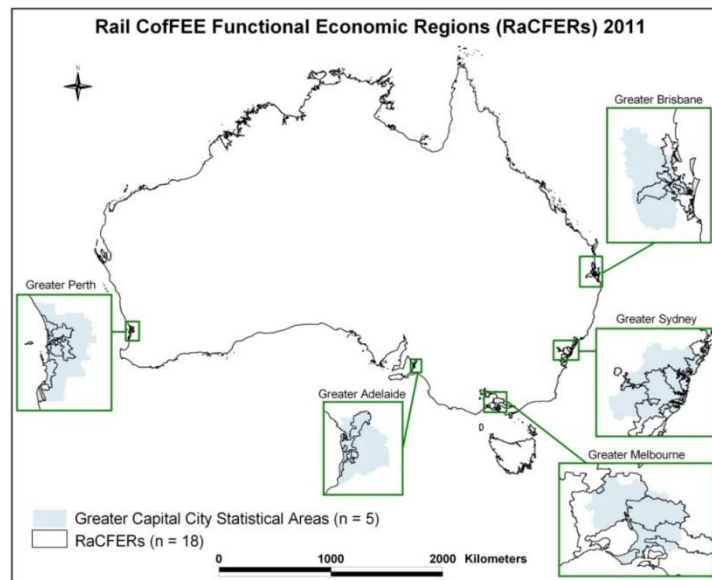 Rail CofFEE Functional Economic Regions (RaCFERs) 2011
Greater Brisbane
Greater Perth
Greater Sydney
Greater Adelaide
Greater Melbourne
Greater Capital City Statistical Areas (n = 5)
RaCFERs (n = 18)
0 1000 2000 Kilometers